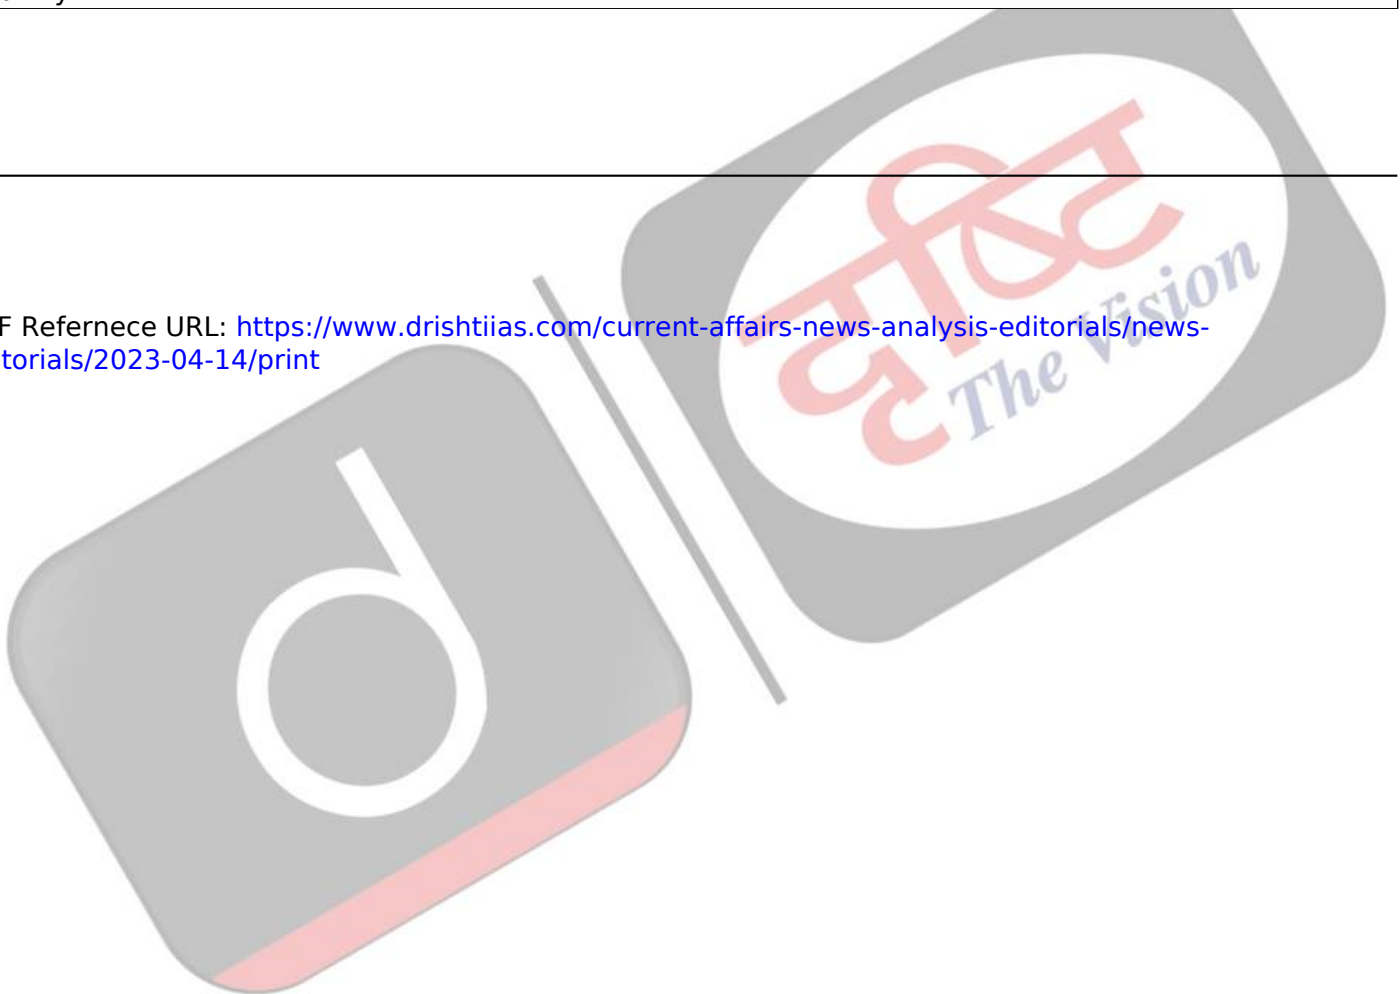 F Refernece URL: https://www.drishtiias.com/current-affairs-news-analysis-editorials/news-
torials/2023-04-14/print
दृष्टि
The Vision
d